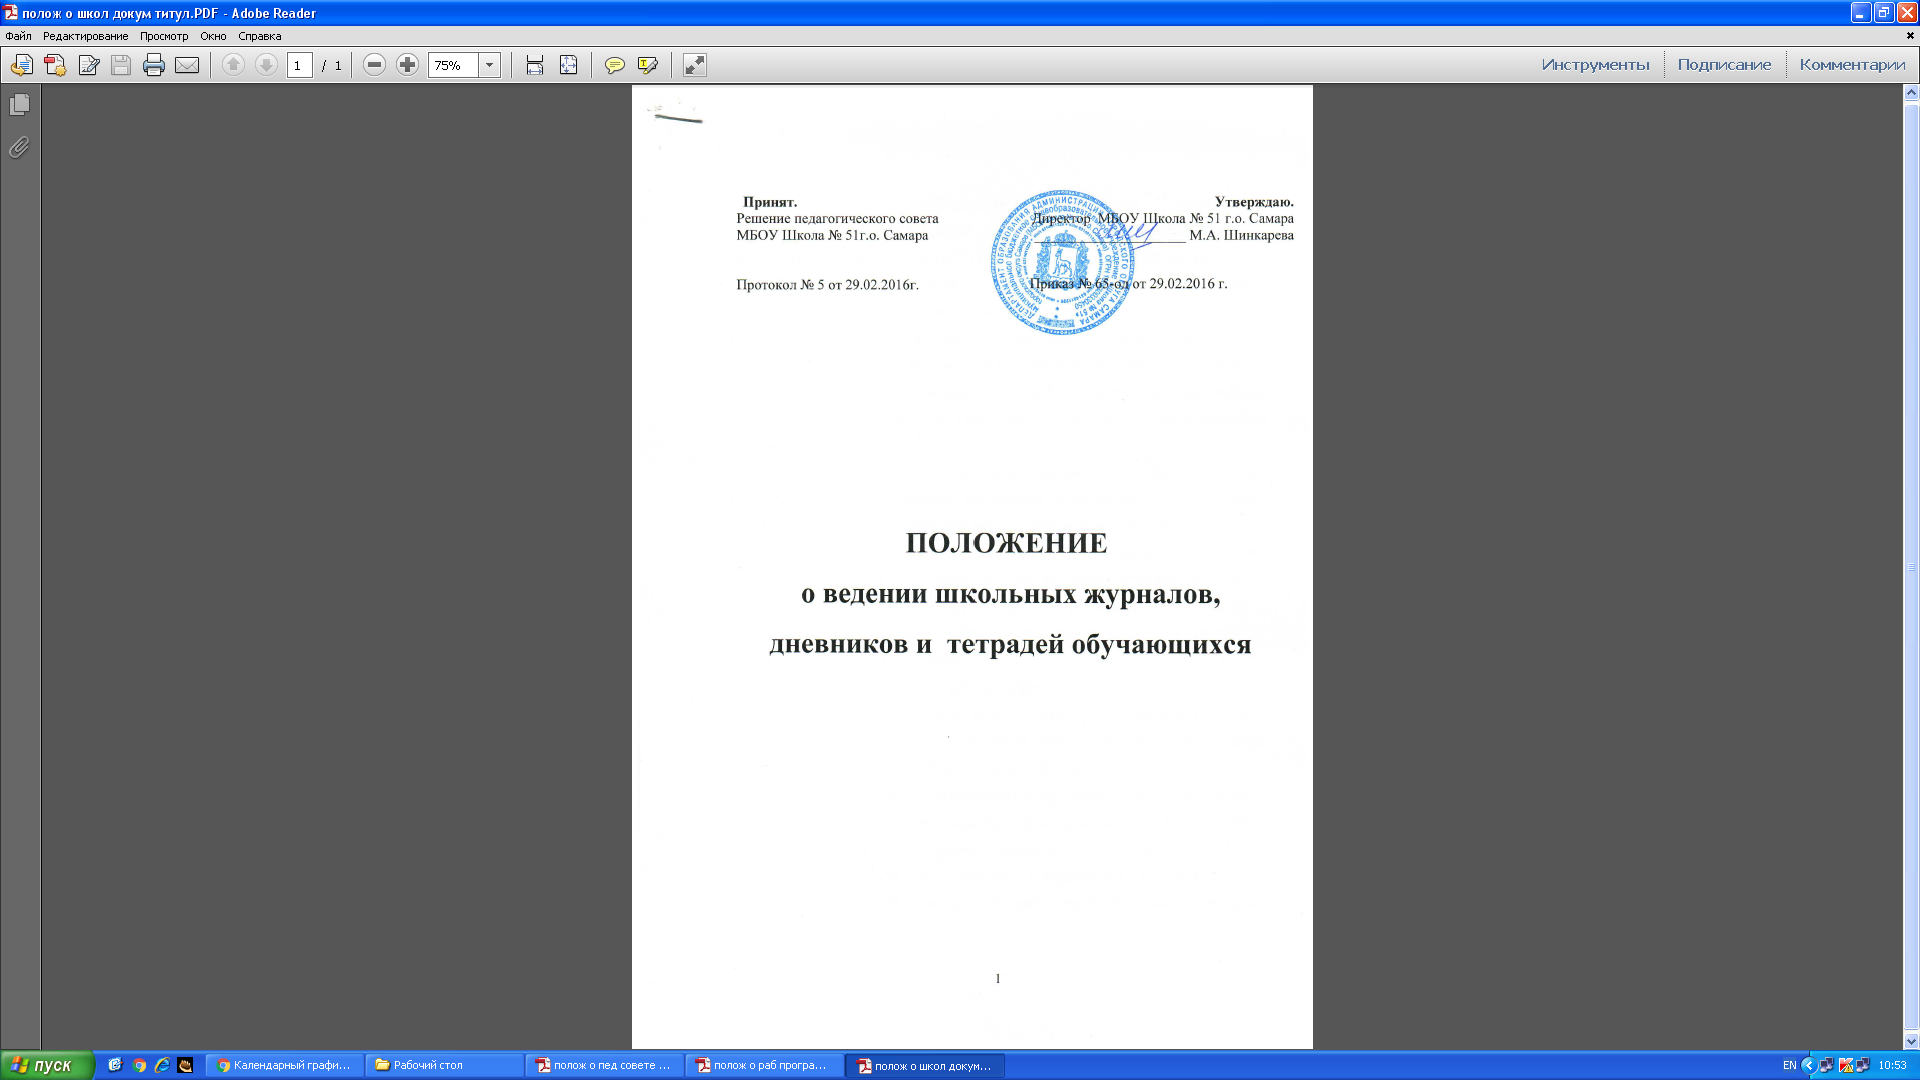 полож о школ докум титул.PDF - Adobe Reader
Файл Редактирование Просмотр Окно Справка
1 / 1 75% Инструменты Подписание Комментарии
Принят.
Решение педагогического совета
МБОУ Школа № 51г.о. Самара
Протокол № 5 от 29.02.2016г.
Утверждаю.
Директор МБОУ Школа № 51 г.о. Самара
М.А. Шинкарева
Приказ № 65-од от 29.02.2016 г.
ПОЛОЖЕНИЕ
о ведении школьных журналов,
дневников и тетрадей обучающихся
1
пуск Календарный графи... Рабочий стол полож о пед совете ... полож о раб програ... полож о школ докум... EN 10:53